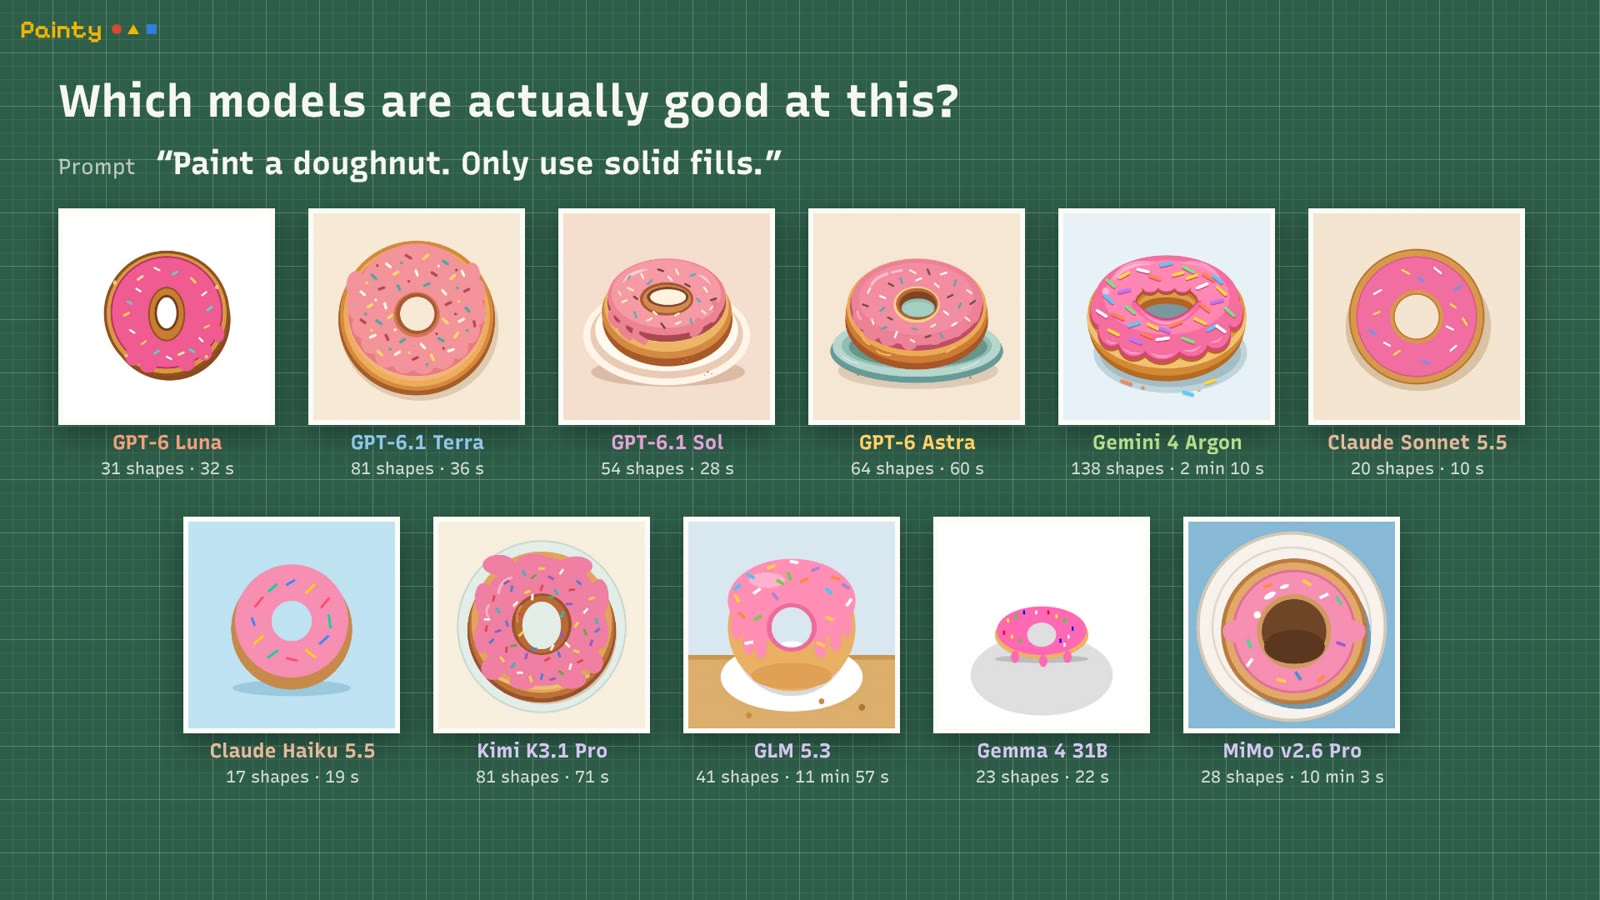 Painty
Which models are actually good at this?
Prompt “Paint a doughnut. Only use solid fills.”
GPT-6 Luna
31 shapes · 32 s
GPT-6.1 Terra
81 shapes · 36 s
GPT-6.1 Sol
54 shapes · 28 s
GPT-6 Astra
64 shapes · 60 s
Gemini 4 Argon
138 shapes · 2 min 10 s
Claude Sonnet 5.5
20 shapes · 10 s
Claude Haiku 5.5
17 shapes · 19 s
Kimi K3.1 Pro
81 shapes · 71 s
GLM 5.3
41 shapes · 11 min 57 s
Gemma 4 31B
23 shapes · 22 s
MiMo v2.6 Pro
28 shapes · 10 min 3 s